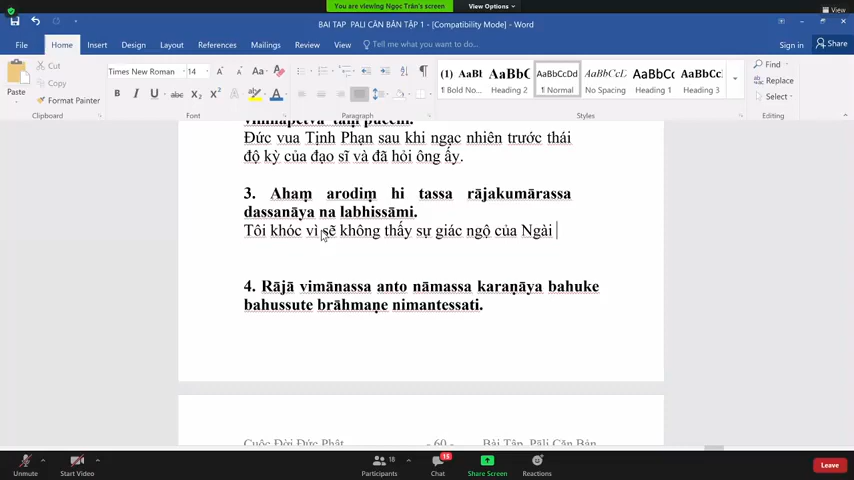 You are viewing Ngọc Trân's screen
View Options
View
BAI TAP PALI CĂN BẢN TẬP 1 - [Compatibility Mode] - Word
File Home Insert Design Layout References Mailings Review View Tell me what you want to do... Sign in Share
Cut
Copy
Paste
Format Painter
Times New Roman 14
Find
Replace
Select
(1) AaBl AaBbC AaBbCcDd AaBbCcL AaBbCc AaBbCc
¶ Bold No... Heading 2 ¶ Normal No Spacing Heading 1 Heading 3
Clipboard Font Paragraph Styles Editing
Đức vua Tịnh Phạn sau khi ngạc nhiên trước thái
độ kỳ của đạo sĩ và đã hỏi ông ấy.
3. Ahaṃ arodiṃ hi tassa rājakumārassa
dassanāya na labhissāmi.
Tôi khóc vì sẽ không thấy sự giác ngộ của Ngài
4. Rājā vimānassa anto nāmassa karaṇāya bahuke
bahussute brāhmaṇe nimantessati.
Cuộc Đời Đức Phật - 60 - Bài Tập Pāḷi Căn Bản
Unmute Start Video Participants 18 Chat 15 Share Screen Reactions Leave